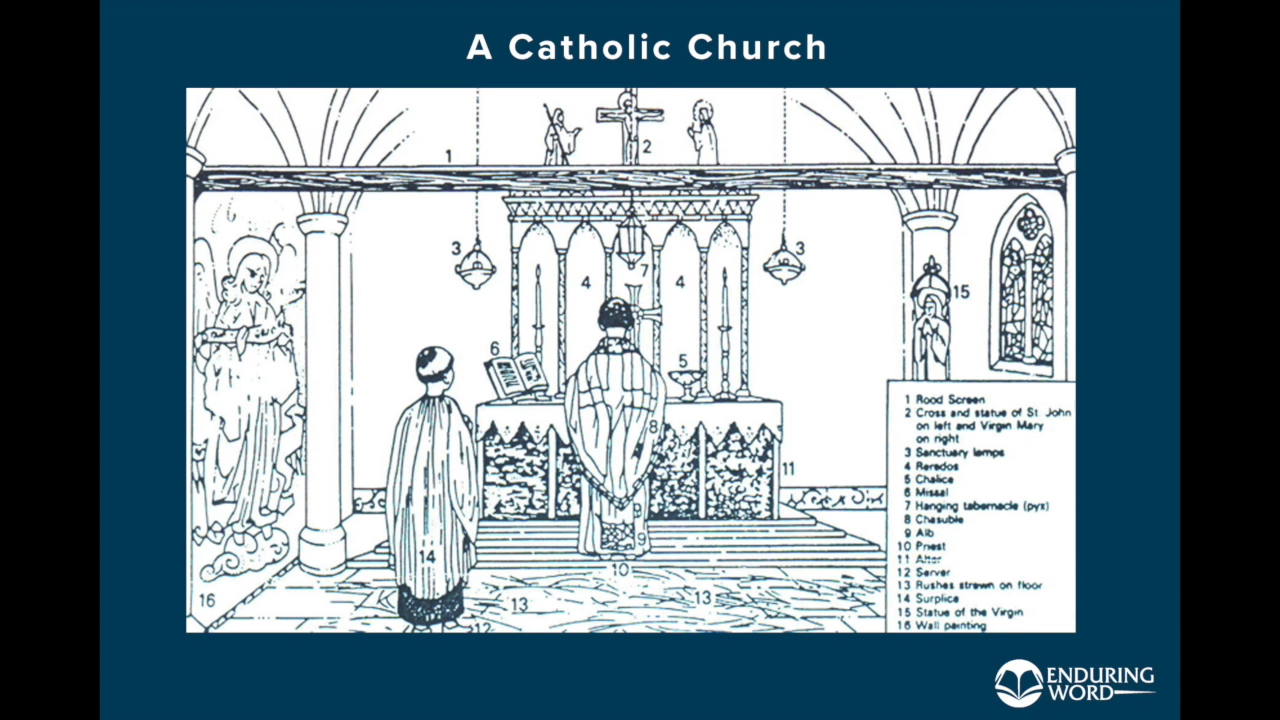 A Catholic Church
1
2
3
3
4
7
4
15
6
5
8
11
9
14
10
16
13
13
12
1 Rood Screen
2 Cross and statue of St. John
on left and Virgin Mary
on right
3 Sanctuary lamps
4 Reredos
5 Chalice
6 Missal
7 Hanging tabernacle (pyx)
8 Chasuble
9 Alb
10 Priest
11 Altar
12 Server
13 Rushes strewn on floor
14 Surplice
15 Statue of the Virgin
16 Wall painting
ENDURING
WORD